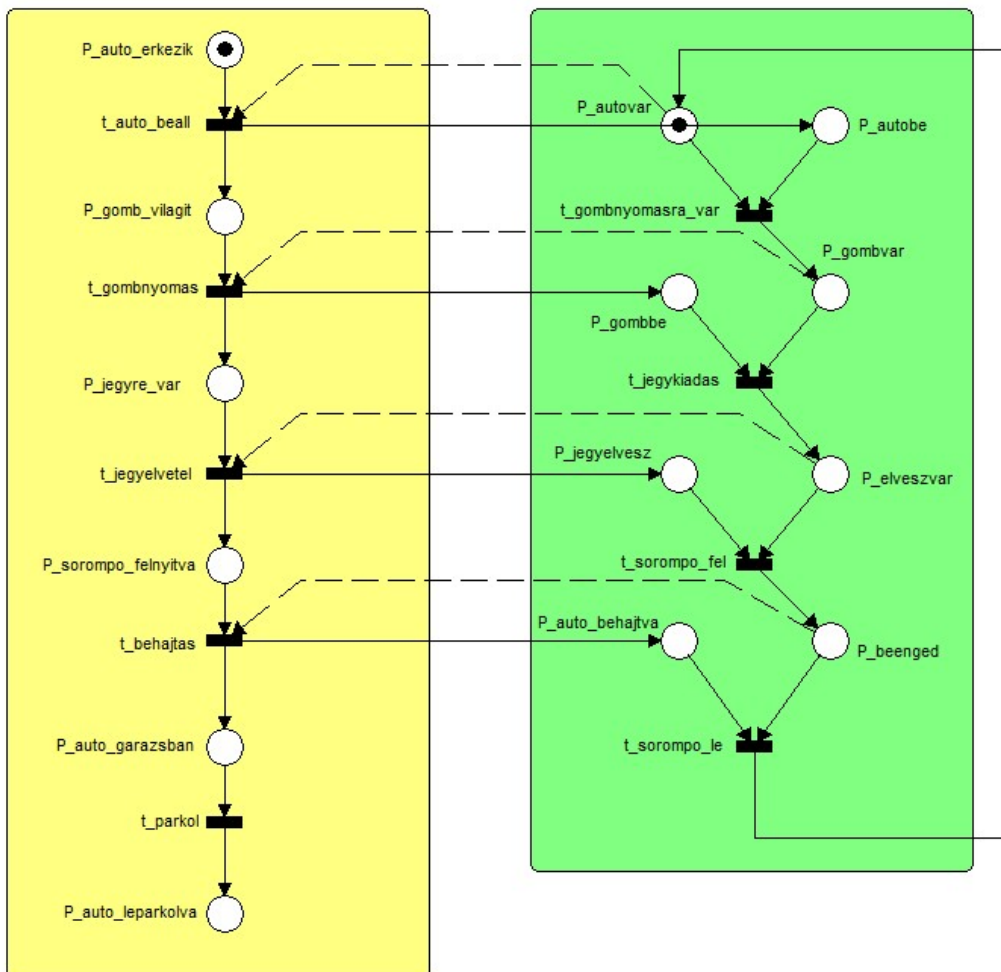 P_auto_erkezik
t_auto_beall
P_gomb_vilagit
t_gombnyomas
P_jegyre_var
t_jegyelvetel
P_sorompo_felnyitva
t_behajtas
P_auto_garazsban
t_parkol
P_auto_leparkolva
P_autovar
P_autobe
t_gombnyomasra_var
P_gombvar
P_gombbe
t_jegykiadas
P_jegyelvesz
P_elveszvar
t_sorompo_fel
P_auto_behajtva
P_beenged
t_sorompo_le